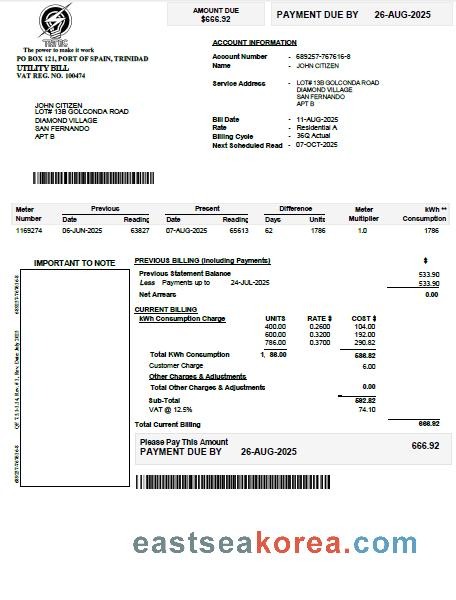 AMOUNT DUE
$666.92
PAYMENT DUE BY 26-AUG-2025
The power to make it work
PO BOX 121, PORT OF SPAIN, TRINIDAD
UTILITY BILL
VAT REG. NO. 100474
ACCOUNT INFORMATION
Account Number - 689257-767616-8
Name - JOHN CITIZEN
Service Address - LOT# 13B GOLCONDA ROAD
DIAMOND VILLAGE
SAN FERNANDO
APT B
JOHN CITIZEN
LOT# 13B GOLCONDA ROAD
DIAMOND VILLAGE
SAN FERNANDO
APT B
Bill Date - 11-AUG-2025
Rate - Residential A
Billing Cycle - 36Q Actual
Next Scheduled Read - 07-OCT-2025
Meter Previous Present Difference Meter kWh **
Number Date Reading Date Reading Days Units Multiplier Consumption
1169274 06-JUN-2025 63827 07-AUG-2025 65613 62 1786 1.0 1786
IMPORTANT TO NOTE
PREVIOUS BILLING (Including Payments) $
Previous Statement Balance 533.90
Less Payments up to 24-JUL-2025 533.90
Net Arrears 0.00
CURRENT BILLING
kWh Consumption Charge UNITS RATE $ COST $
400.00 0.2600 104.00
600.00 0.3200 192.00
786.00 0.3700 290.82
Total KWh Consumption 1, 86.00 586.82
Customer Charge 6.00
Other Charges & Adjustments
Total Other Charges & Adjustments 0.00
Sub-Total 592.82
VAT @ 12.5% 74.10
Total Current Billing 666.92
Please Pay This Amount 666.92
PAYMENT DUE BY 26-AUG-2025
689257-767616-8
689257-767616-8
eastseakorea.com